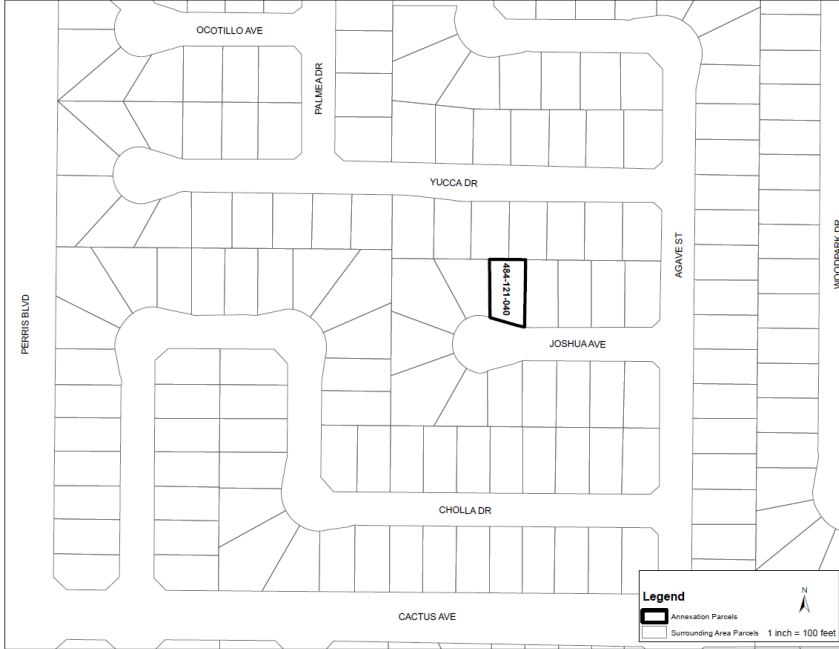 OCOTILLO AVE
PALMEA DR
YUCCA DR
AGAVE ST
WOODPARK DR
484-121-040
PERRIS BLVD
JOSHUA AVE
CHOLLA DR
CACTUS AVE
Legend
N
Annexation Parcels
Surrounding Area Parcels 1 inch = 100 feet